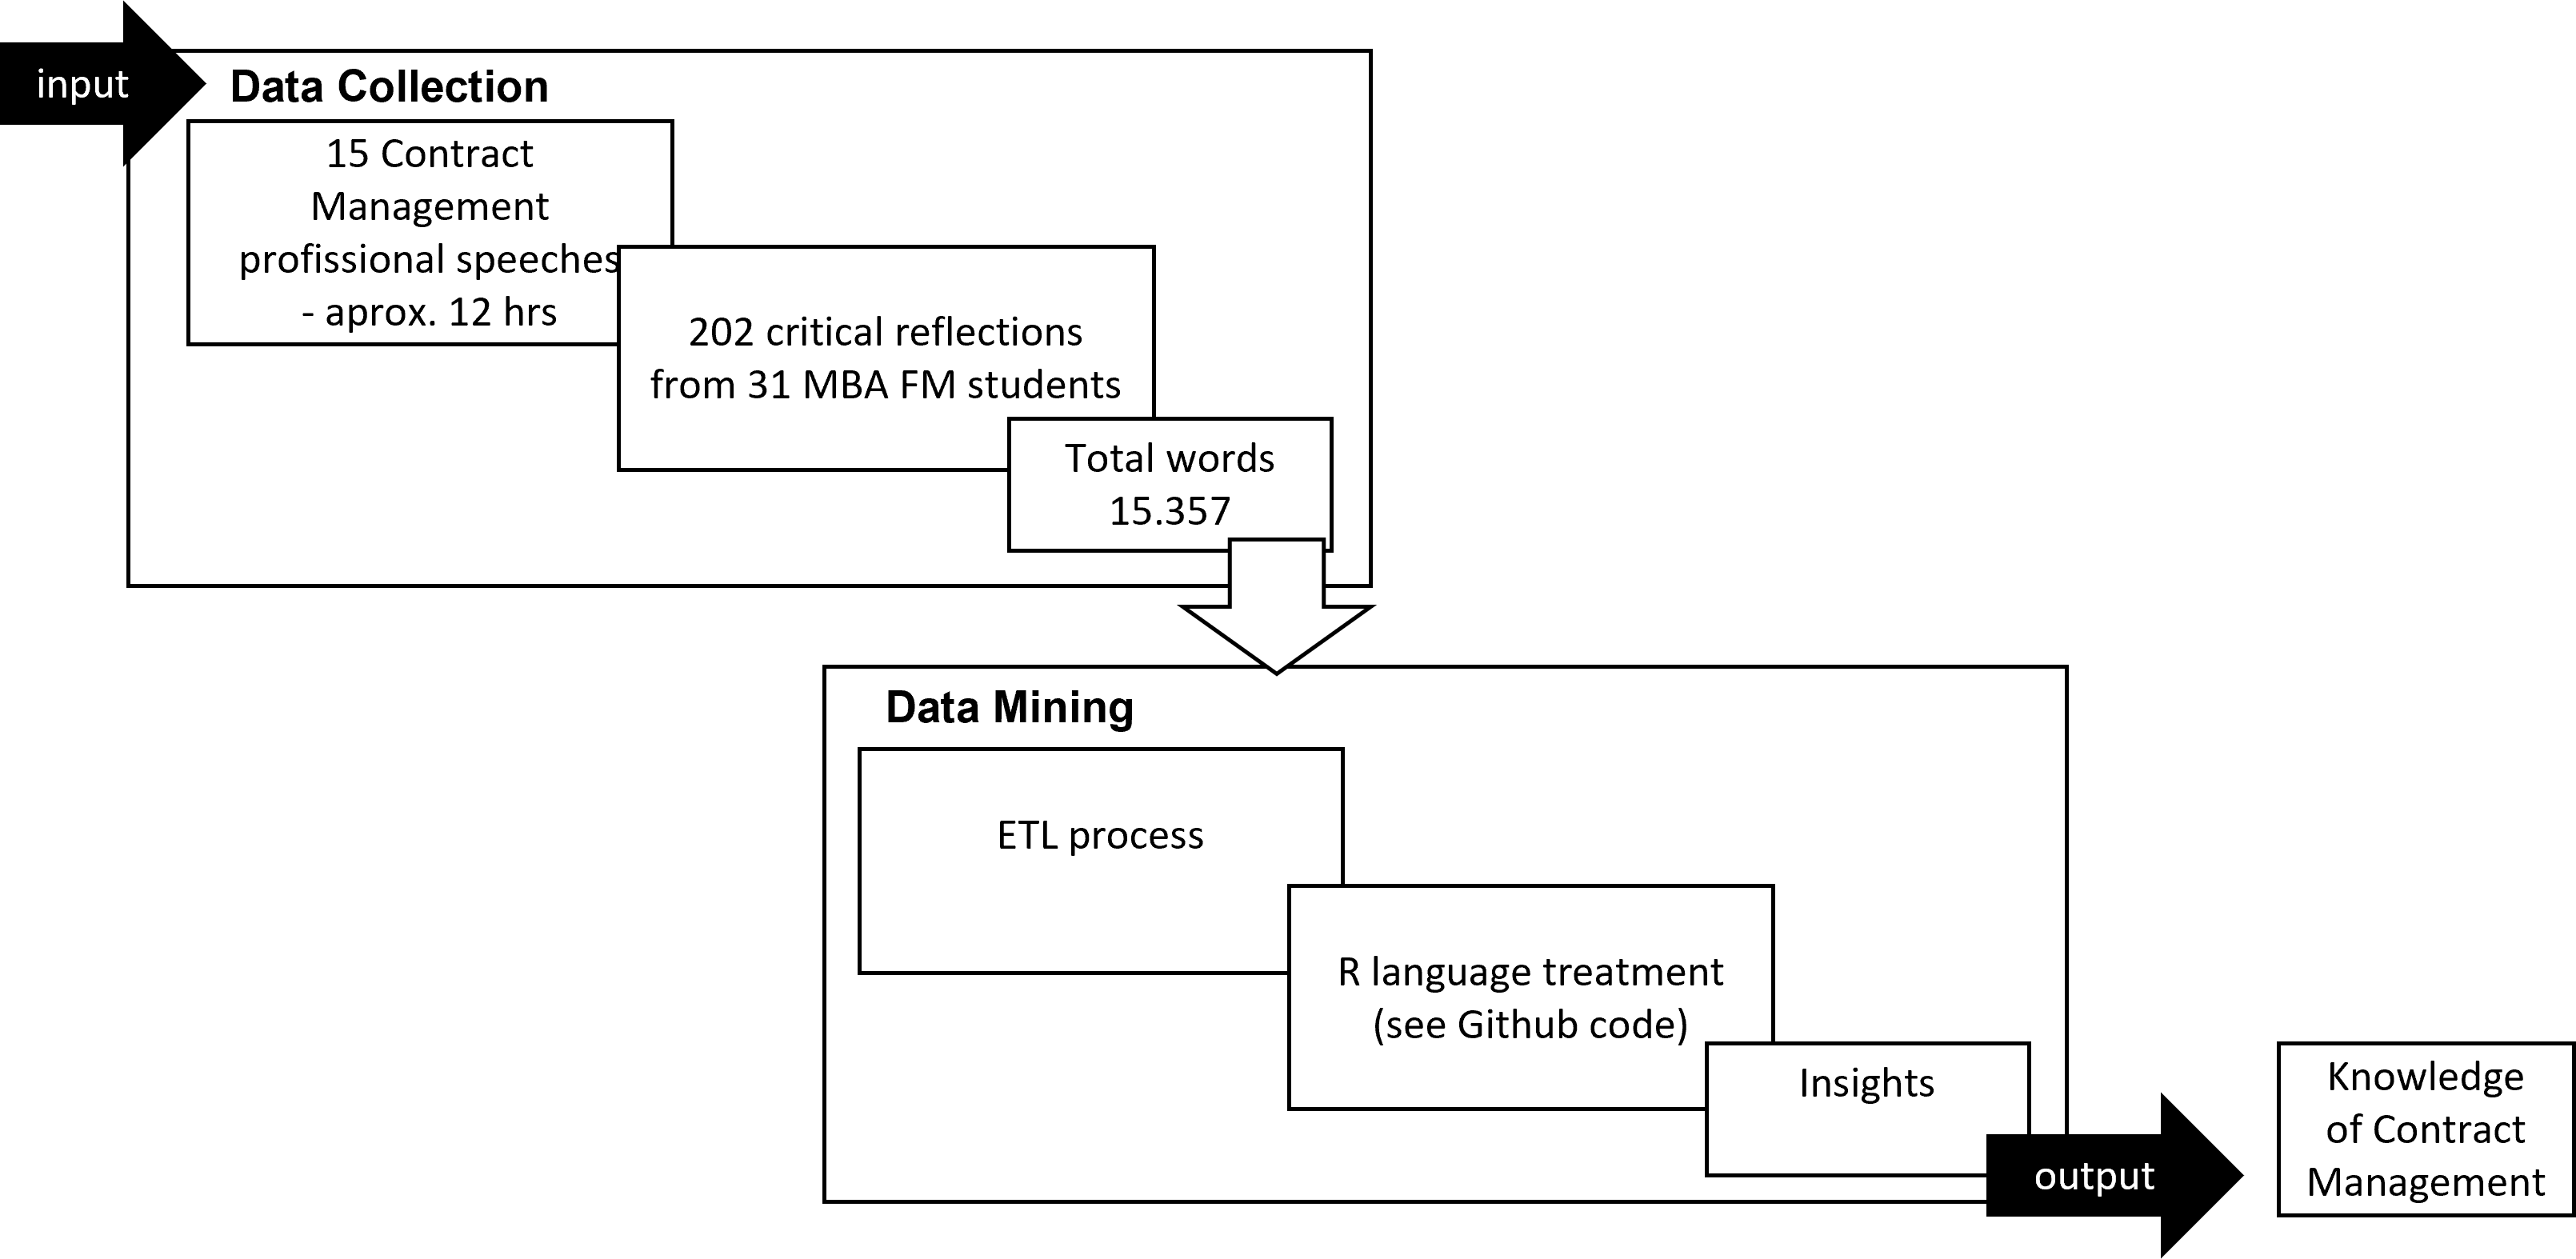 input
Data Collection
15 Contract
Management
profissional speeches
- aprox. 12 hrs
202 critical reflections
from 31 MBA FM students
Total words
15.357
Data Mining
ETL process
R language treatment
(see Github code)
Insights
output
Knowledge
of Contract
Management